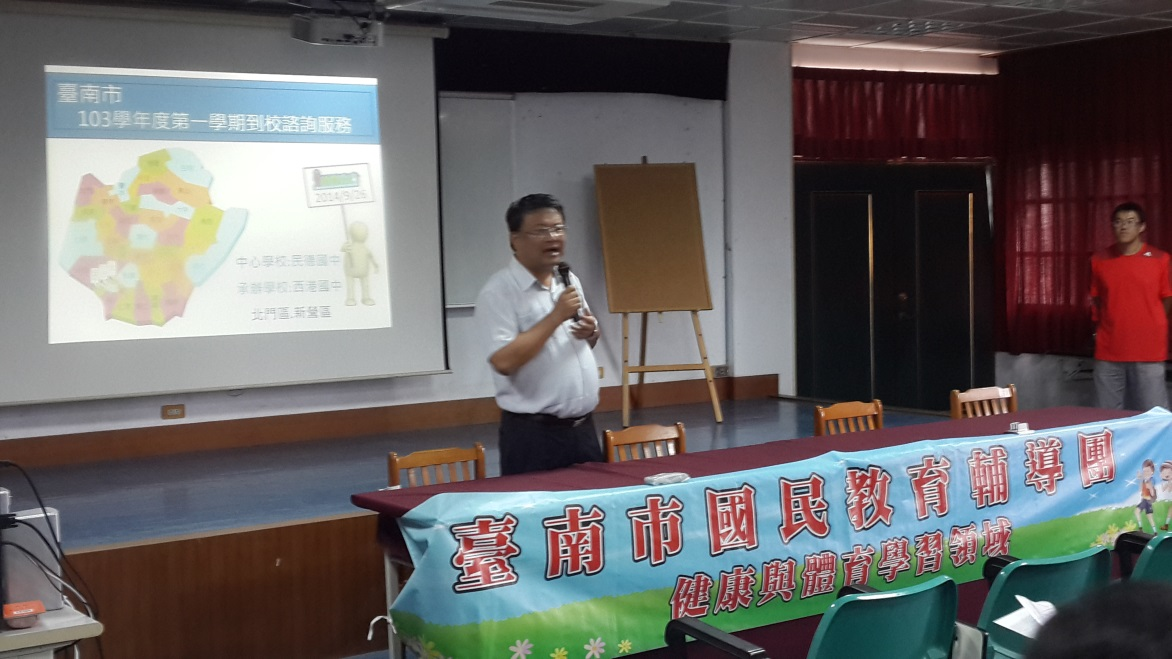 臺南市
103學年度第一學期到校諮詢服務
2014/9/26
中心學校:民德國中
承辦學校:西港國中
北門區.新營區
臺南市國民教育輔導團
健康與體育學習領域